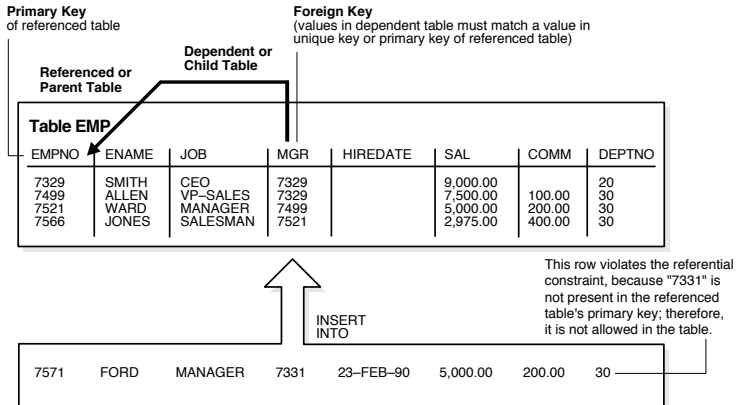 Primary Key
of referenced table
Foreign Key
(values in dependent table must match a value in
unique key or primary key of referenced table)
Dependent or
Child Table
Referenced or
Parent Table
Table EMP
EMPNO ENAME JOB MGR HIREDATE SAL COMM DEPTNO
7329 SMITH CEO 7329 9,000.00 20
7499 ALLEN VP–SALES 7329 7,500.00 100.00 30
7521 WARD MANAGER 7499 5,000.00 200.00 30
7566 JONES SALESMAN 7521 2,975.00 400.00 30
This row violates the referential
constraint, because "7331" is
not present in the referenced
table's primary key; therefore,
it is not allowed in the table.
INSERT
INTO
7571 FORD MANAGER 7331 23–FEB–90 5,000.00 200.00 30